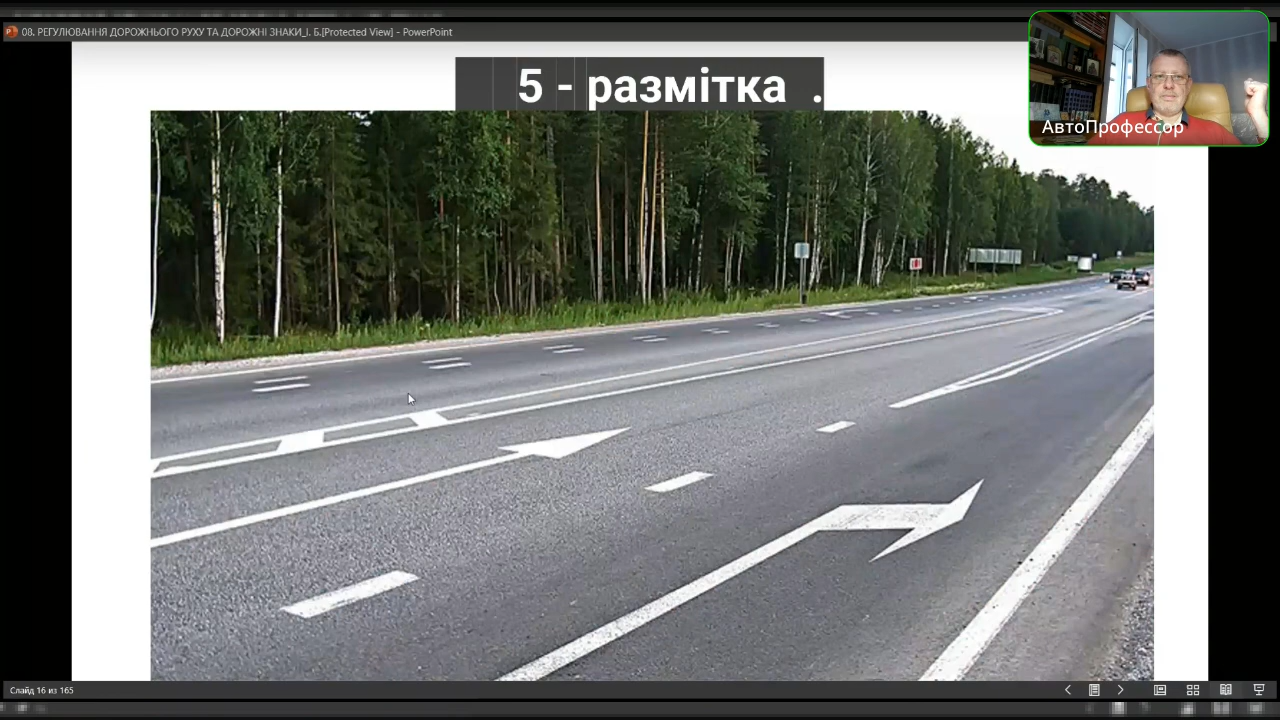 08. РЕГУЛЮВАННЯ ДОРОЖНЬОГО РУХУ ТА ДОРОЖНІ ЗНАКИ_І. Б.[Protected View] - PowerPoint
5 - размітка .
АвтоПрофессор
Слайд 16 из 165